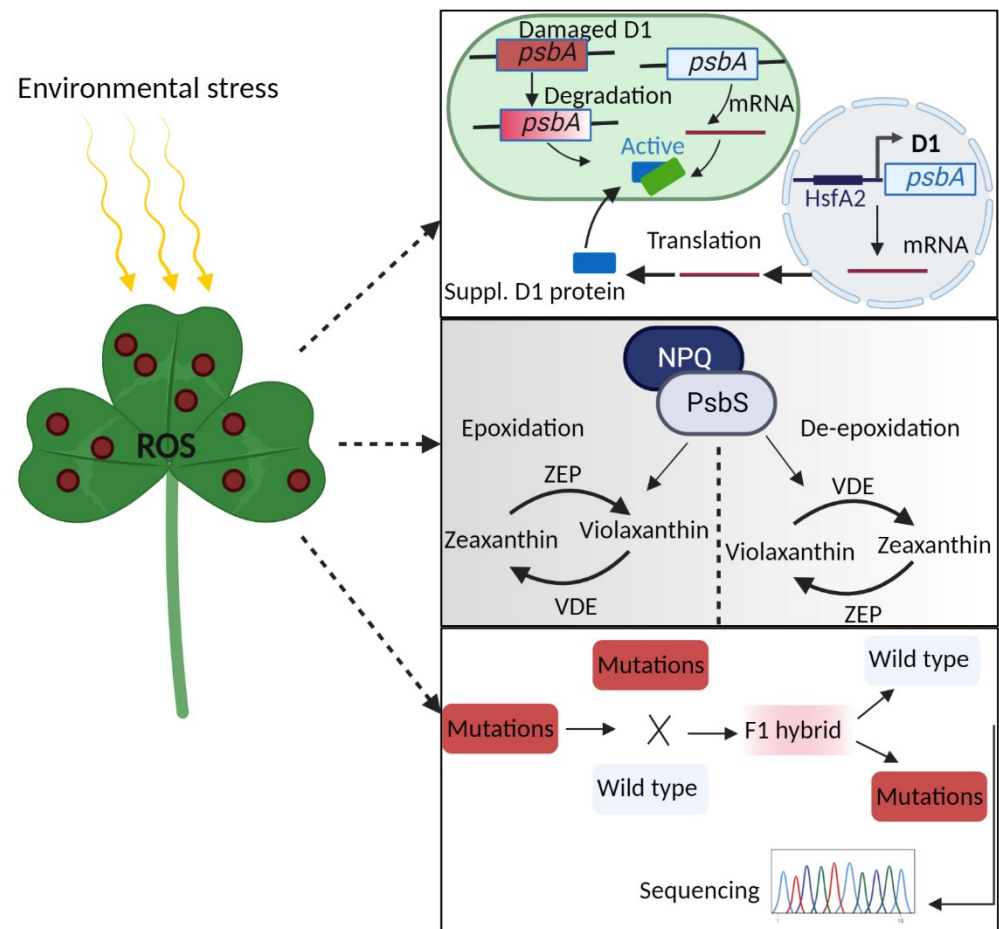 Environmental stress
ROS
Damaged D1
psbA
psbA
Degradation
psbA
mRNA
Active
D1
HsfA2
psbA
mRNA
Translation
Suppl. D1 protein
NPQ
PsbS
Epoxidation
De-epoxidation
ZEP
Zeaxanthin
Violaxanthin
VDE
VDE
Violaxanthin
Zeaxanthin
ZEP
Mutations
Mutations
Wild type
F1 hybrid
Wild type
Mutations
Sequencing
1
10